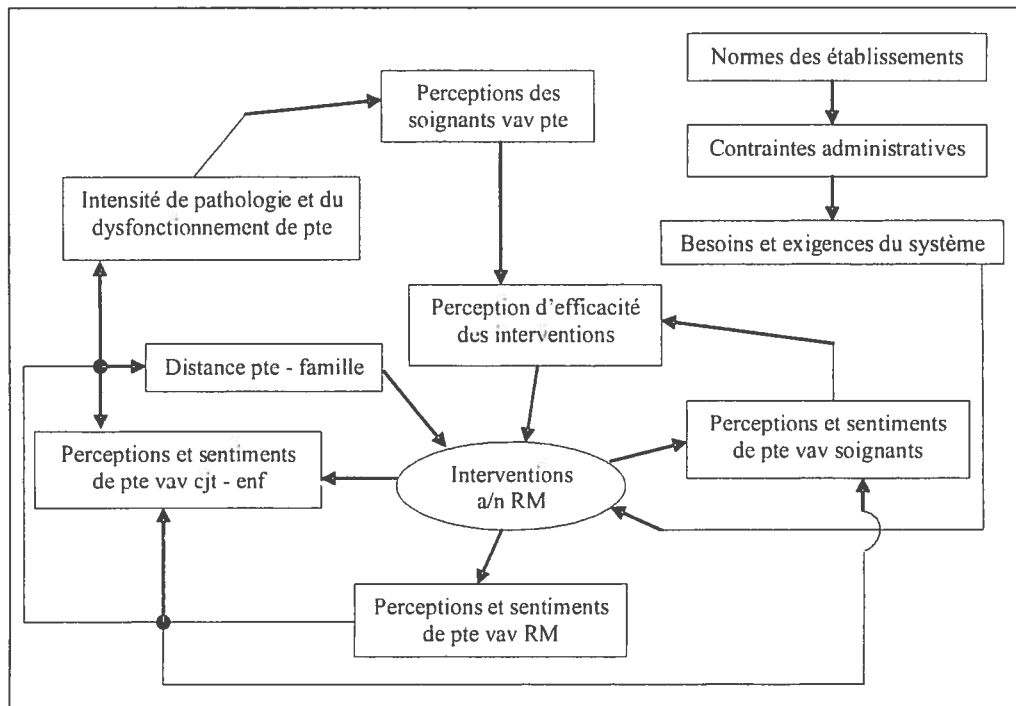 Normes des établissements
Perceptions des
soignants vav pte
Contraintes administratives
Intensité de pathologie et du
dysfonctionnement de pte
Besoins et exigences du système
Perception d'efficacité
des interventions
Distance pte - famille
Perceptions et sentiments
de pte vav soignants
Perceptions et sentiments
de pte vav cjt - enf
Interventions
a/n RM
Perceptions et sentiments
de pte vav RM